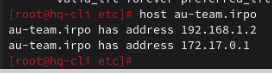 [root@hq-cli etc]# host au-team.irpo
au-team.irpo has address 192.168.1.2
au-team.irpo has address 172.17.0.1
[root@hq-cli etc]#